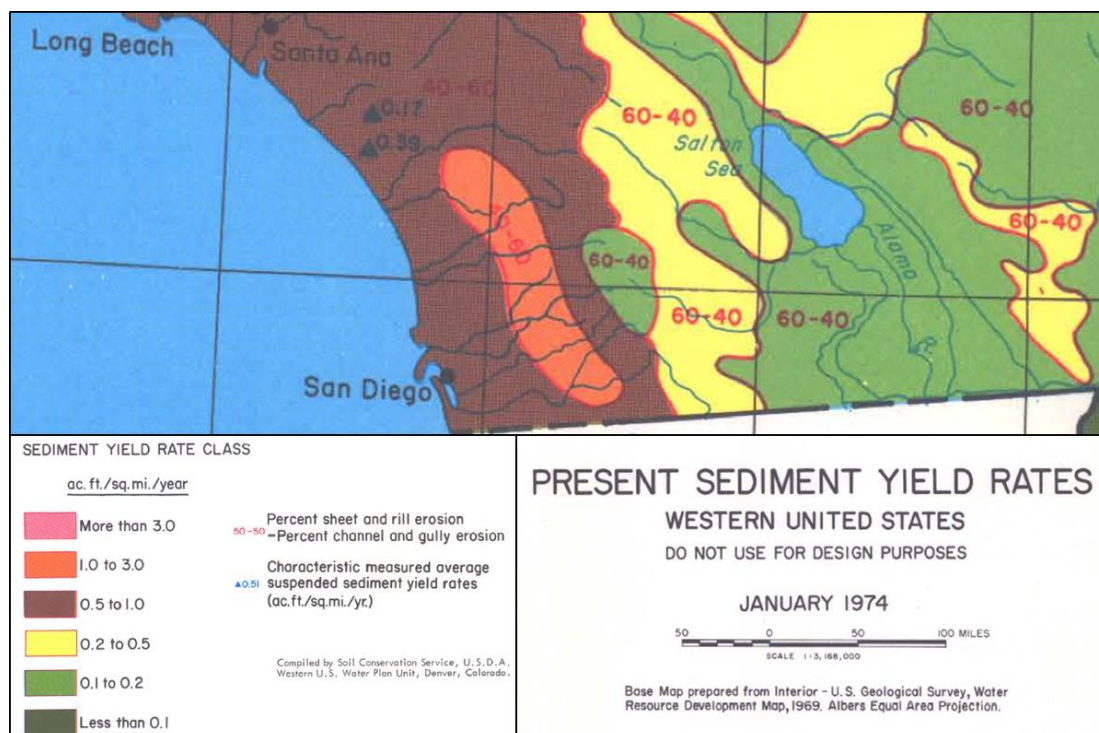 Long Beach
Santa Ana
40-60
▲0.17
▲0.39
60-40
Salton
Sea
60-40
60-40
40-60
60-40
Alamo
R.
60-40
60-40
San Diego
SEDIMENT YIELD RATE CLASS
ac. ft./sq.mi./year
More than 3.0
1.0 to 3.0
0.5 to 1.0
0.2 to 0.5
0.1 to 0.2
Less than 0.1
50-50 Percent sheet and rill erosion
-Percent channel and gully erosion
Characteristic measured average
▲0.51 suspended sediment yield rates
(ac.ft./sq.mi./yr.)
Compiled by Soil Conservation Service, U.S.D.A.
Western U.S. Water Plan Unit, Denver, Colorado.
PRESENT SEDIMENT YIELD RATES
WESTERN UNITED STATES
DO NOT USE FOR DESIGN PURPOSES
JANUARY 1974
50 0 50 100 MILES
SCALE 1:3,168,000
Base Map prepared from Interior - U.S. Geological Survey, Water
Resource Development Map, 1969. Albers Equal Area Projection.